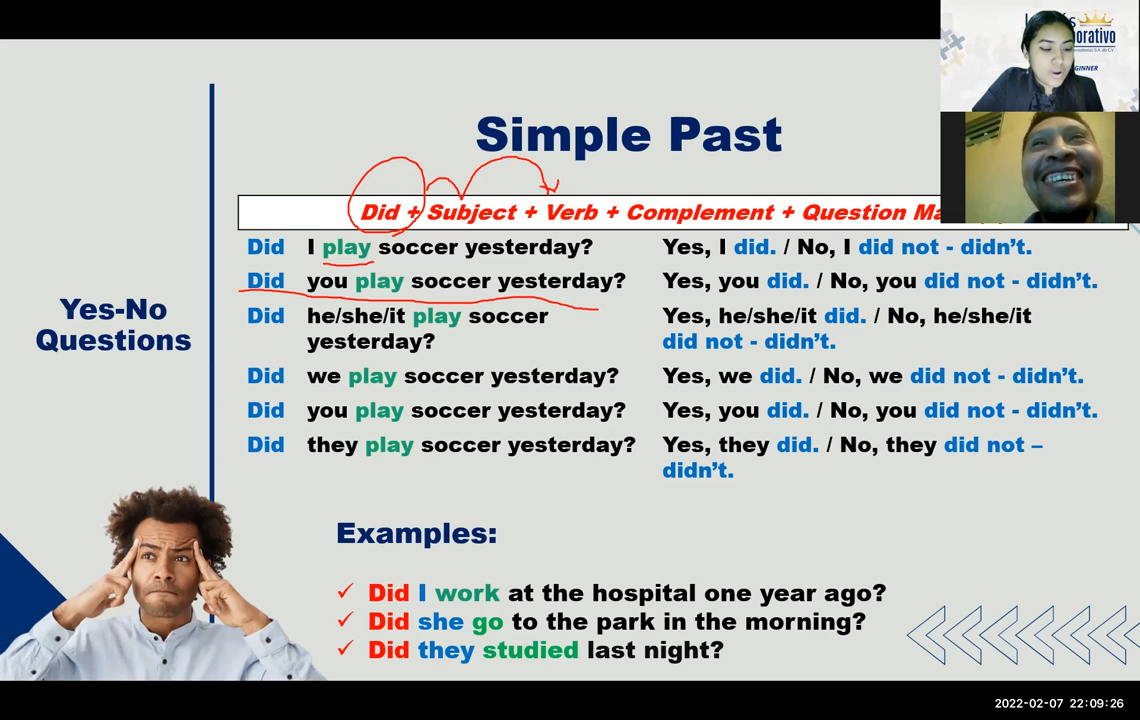 orativo
GINNER
Simple Past
Did + Subject + Verb + Complement + Question
Did I play soccer yesterday? Yes, I did. / No, I did not - didn’t.
Did you play soccer yesterday? Yes, you did. / No, you did not - didn’t.
Yes-No
Questions
Did he/she/it play soccer Yes, he/she/it did. / No, he/she/it
yesterday? did not - didn’t.
Did we play soccer yesterday? Yes, we did. / No, we did not - didn’t.
Did you play soccer yesterday? Yes, you did. / No, you did not - didn’t.
Did they play soccer yesterday? Yes, they did. / No, they did not –
didn’t.
Examples:
✓ Did I work at the hospital one year ago?
✓ Did she go to the park in the morning?
✓ Did they studied last night?
2022-02-07 22:09:26